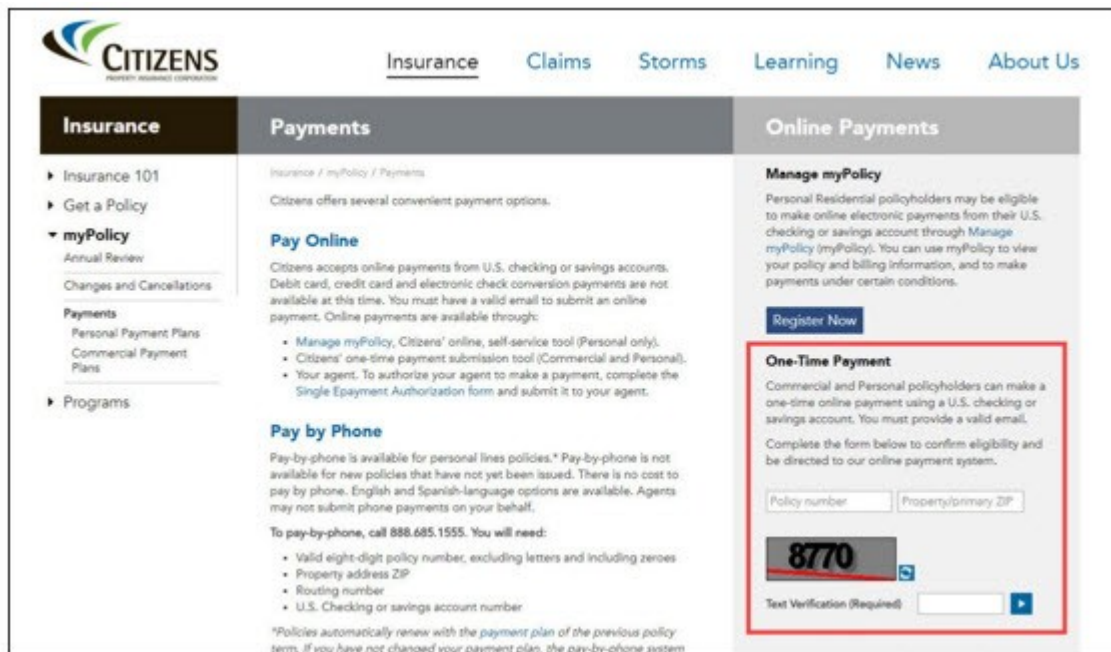 CITIZENS
PROPERTY INSURANCE CORPORATION
Insurance
Claims
Storms
Learning
News
About Us
Insurance
Insurance 101
Get a Policy
myPolicy
Annual Review
Changes and Cancellations
Payments
Personal Payment Plans
Commercial Payment
Plans
Programs
Payments
Insurance / myPolicy / Payments
Citizens offers several convenient payment options.
Pay Online
Citizens accepts online payments from U.S. checking or savings accounts.
Debit card, credit card and electronic check conversion payments are not
available at this time. You must have a valid email to submit an online
payment. Online payments are available through:
• Manage myPolicy, Citizens' online, self-service tool (Personal only).
• Citizens' one-time payment submission tool (Commercial and Personal).
• Your agent. To authorize your agent to make a payment, complete the
Single Epayment Authorization form and submit it to your agent.
Pay by Phone
Pay-by-phone is available for personal lines policies.* Pay-by-phone is not
available for new policies that have not yet been issued. There is no cost to
pay by phone. English and Spanish-language options are available. Agents
may not submit phone payments on your behalf.
To pay-by-phone, call 888.685.1555. You will need:
• Valid eight-digit policy number, excluding letters and including zeroes
• Property address ZIP
• Routing number
• U.S. Checking or savings account number
*Policies automatically renew with the payment plan of the previous policy
term. If you have not changed your payment plan, the pay-by-phone system
Online Payments
Manage myPolicy
Personal Residential policyholders may be eligible
to make online electronic payments from their U.S.
checking or savings account through Manage
myPolicy (myPolicy). You can use myPolicy to view
your policy and billing information, and to make
payments under certain conditions.
Register Now
One-Time Payment
Commercial and Personal policyholders can make a
one-time online payment using a U.S. checking or
savings account. You must provide a valid email.
Complete the form below to confirm eligibility and
be directed to our online payment system.
Policy number
Property/primary ZIP
8770
Text Verification (Required)